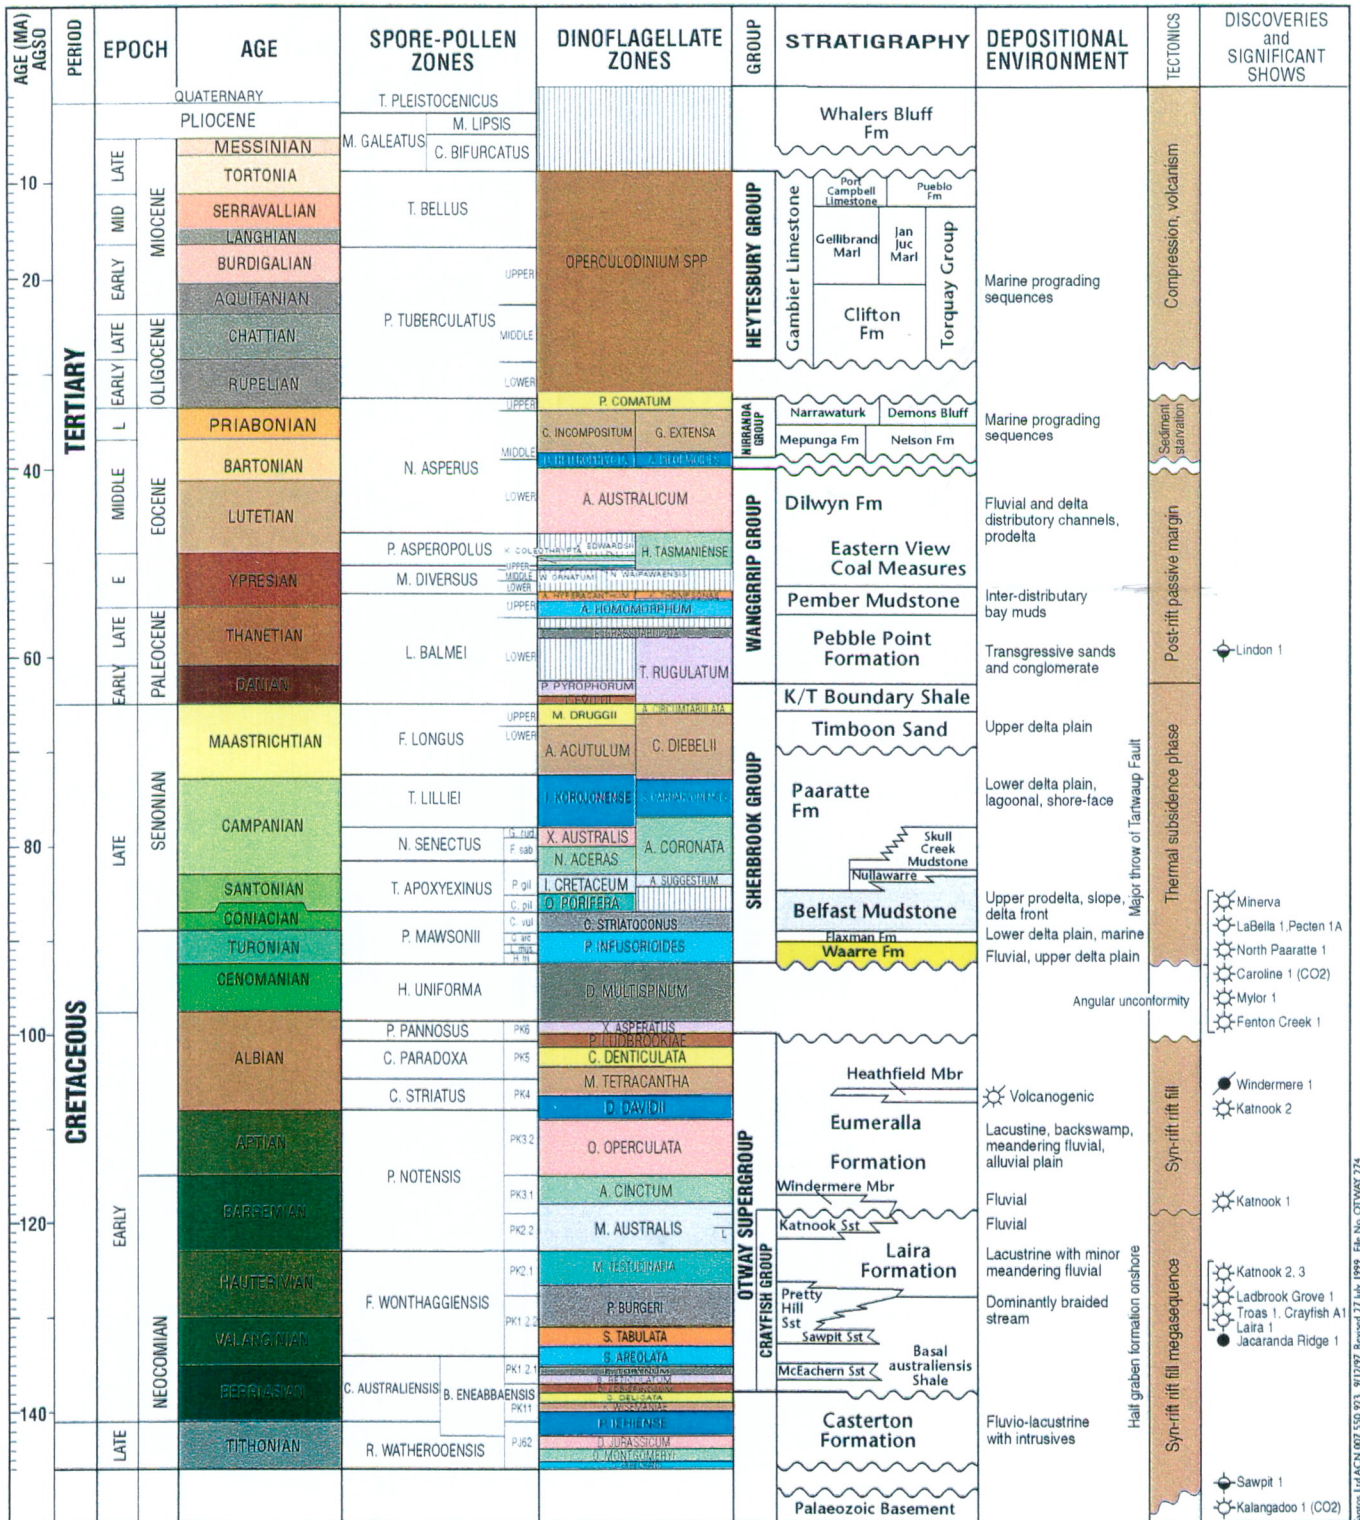 AGE (MA)
AGSO
PERIOD
EPOCH
AGE
SPORE-POLLEN
ZONES
DINOFLAGELLATE
ZONES
GROUP
STRATIGRAPHY
DEPOSITIONAL
ENVIRONMENT
TECTONICS
DISCOVERIES
and
SIGNIFICANT
SHOWS
10
20
40
60
80
100
120
140
TERTIARY
CRETACEOUS
QUATERNARY
PLIOCENE
LATE
MID
EARLY
LATE
EARLY
L
MIDDLE
E
LATE
EARLY
LATE
EARLY
LATE
MIOCENE
OLIGOCENE
EOCENE
PALEOCENE
SENONIAN
NEOCOMIAN
MESSINIAN
TORTONIA
SERRAVALLIAN
LANGHIAN
BURDIGALIAN
AQUITANIAN
CHATTIAN
RUPELIAN
PRIABONIAN
BARTONIAN
LUTETIAN
YPRESIAN
THANETIAN
DANIAN
MAASTRICHTIAN
CAMPANIAN
SANTONIAN
CONIACIAN
TURONIAN
CENOMANIAN
ALBIAN
APTIAN
BARREMIAN
HAUTERIVIAN
VALANGINIAN
BERRIASIAN
TITHONIAN
T. PLEISTOCENICUS
M. GALEATUS
M. LIPSIS
C. BIFURCATUS
T. BELLUS
UPPER
P. TUBERCULATUS
MIDDLE
LOWER
UPPER
MIDDLE
N. ASPERUS
LOWER
P. ASPEROPOLUS
UPPER
M. DIVERSUS
MIDDLE
LOWER
UPPER
L. BALMEI
LOWER
UPPER
F. LONGUS
LOWER
T. LILLIEI
N. SENECTUS
G. rud
F. sab
T. APOXYEXINUS
P. gil
C. pil
P. MAWSONII
C. vul
H. UNIFORMA
P. PANNOSUS
PK6
C. PARADOXA
PK5
C. STRIATUS
PK4
P. NOTENSIS
PK3.2
PK3.1
PK2.2
F. WONTHAGGIENSIS
PK2.1
PK1.2.2
PK1.2.1
C. AUSTRALIENSIS
B. ENEABBAENSIS
PK11
R. WATHEROOENSIS
PJ62
OPERCULODINIUM SPP
P. COMATUM
C. INCOMPOSITUM
G. EXTENSA
A. AUSTRALICUM
H. TASMANIENSE
W. ORNATUM
A. HOMOMORPHUM
T. RUGULATUM
P. PYROPHORUM
M. DRUGGII
A. CIRCUMTABULATA
A. ACUTULUM
C. DIEBELII
I. KOROJONENSE
X. AUSTRALIS
N. ACERAS
A. CORONATA
I. CRETACEUM
A. SUGGESTIUM
O. PORIFERA
C. STRIATOCONUS
P. INFUSORIOIDES
D. MULTISPINUM
X. ASPERATUS
P. LUDBROOKIAE
C. DENTICULATA
M. TETRACANTHA
D. DAVIDII
O. OPERCULATA
A. CINCTUM
M. AUSTRALIS
L
M. TESTUDINARIA
P. BURGERI
S. TABULATA
S. AREOLATA
D. JURASSICUM
HEYTESBURY GROUP
NIRRANDA
GROUP
WANGGRRIP GROUP
SHERBROOK GROUP
OTWAY SUPERGROUP
CRAYFISH GROUP
Whalers Bluff
Fm
Gambier Limestone
Port
Campbell
Limestone
Pueblo
Fm
Gellibrand
Marl
Jan
Juc
Marl
Clifton
Fm
Torquay Group
Narrawaturk
Demons Bluff
Mepunga Fm
Nelson Fm
Dilwyn Fm
Eastern View
Coal Measures
Pember Mudstone
Pebble Point
Formation
K/T Boundary Shale
Timboon Sand
Paaratte
Fm
Skull
Creek
Mudstone
Nullawarre
Belfast Mudstone
Flaxman Fm
Waarre Fm
Heathfield Mbr
Eumeralla
Formation
Windermere Mbr
Katnook Sst
Laira
Formation
Pretty
Hill
Sst
Sawpit Sst
McEachern Sst
Basal
australiensis
Shale
Casterton
Formation
Palaeozoic Basement
Marine prograding
sequences
Marine prograding
sequences
Fluvial and delta
distributary channels,
prodelta
Inter-distributary
bay muds
Transgressive sands
and conglomerate
Upper delta plain
Lower delta plain,
lagoonal, shore-face
Upper prodelta, slope,
delta front
Lower delta plain, marine
Fluvial, upper delta plain
Angular unconformity
Volcanogenic
Lacustine, backswamp,
meandering fluvial,
alluvial plain
Fluvial
Fluvial
Lacustrine with minor
meandering fluvial
Dominantly braided
stream
Fluvio-lacustrine
with intrusives
Major throw of Tartwaup Fault
Half graben formation onshore
Compression, volcanism
Sediment
starvation
Post-rift passive margin
Thermal subsidence phase
Syn-rift rift fill
Syn-rift rift fill megasequence
Lindon 1
Minerva
LaBella 1,Pecten 1A
North Paaratte 1
Caroline 1 (CO2)
Mylor 1
Fenton Creek 1
Windermere 1
Katnook 2
Katnook 1
Katnook 2, 3
Ladbrook Grove 1
Troas 1. Crayfish A1
Laira 1
Jacaranda Ridge 1
Sawpit 1
Kalangadoo 1 (CO2)